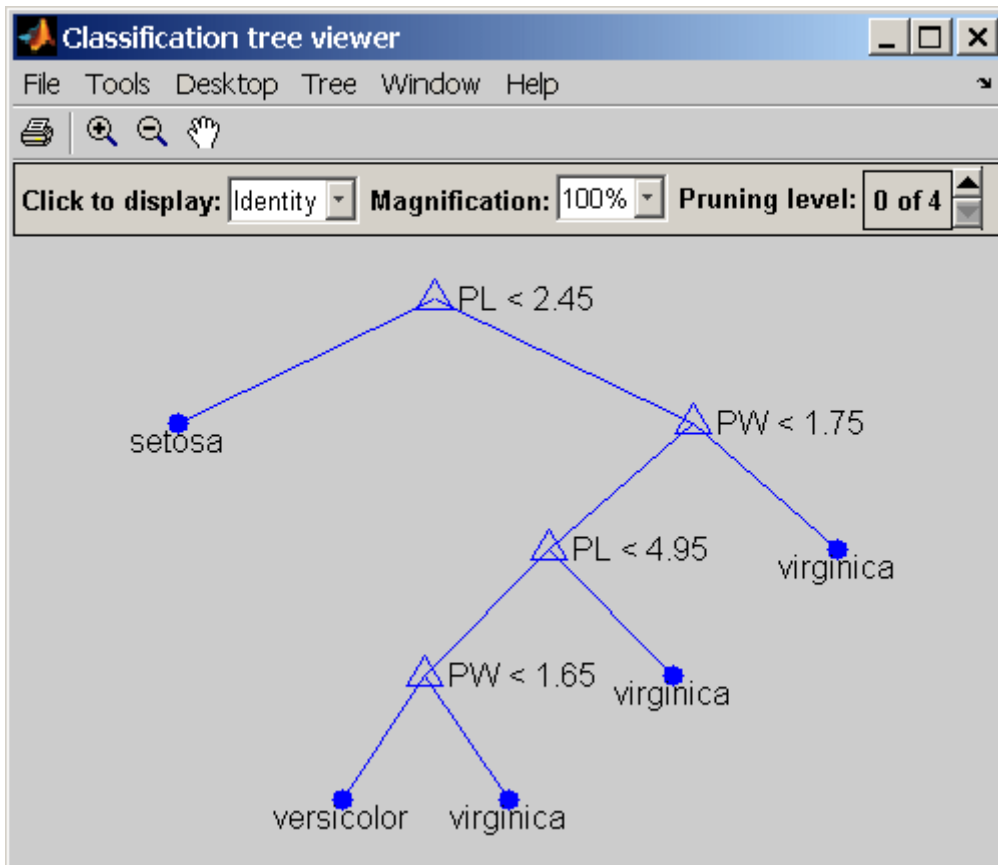 Classification tree viewer
File Tools Desktop Tree Window Help
Click to display: Identity Magnification: 100% Pruning level: 0 of 4
PL < 2.45
setosa
PW < 1.75
PL < 4.95
virginica
PW < 1.65
virginica
versicolor virginica